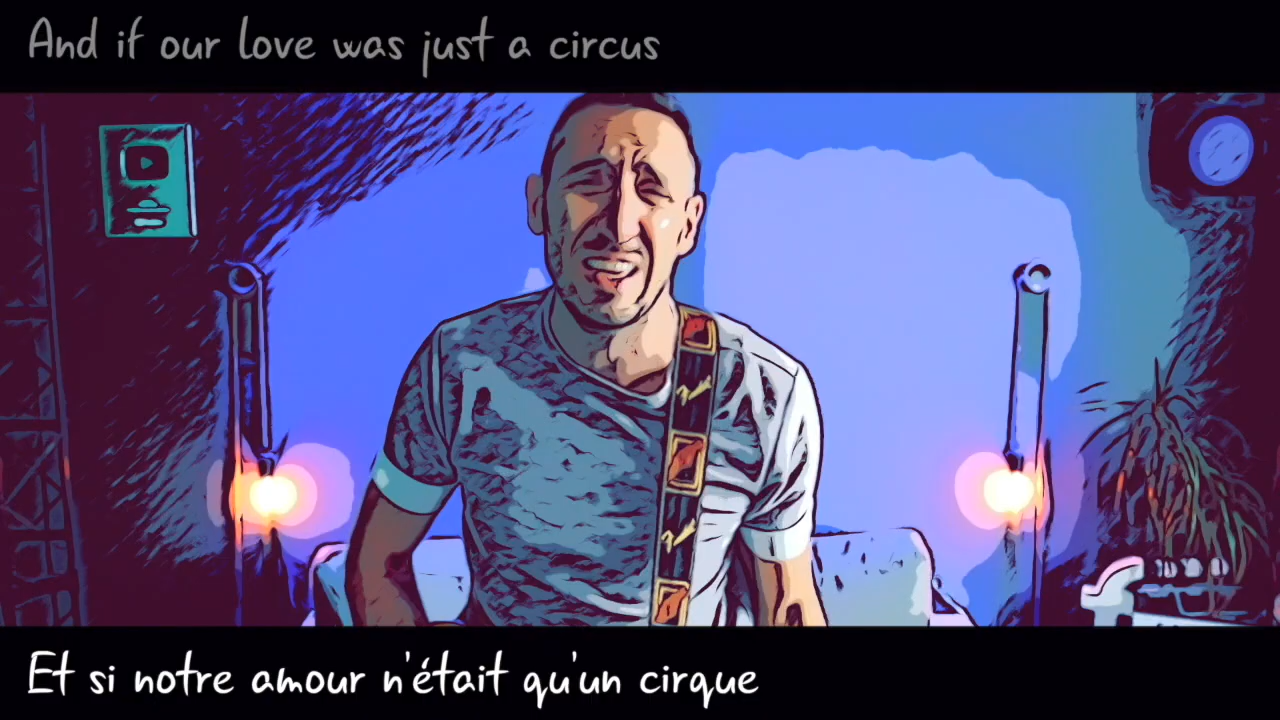 And if our love was just a circus
Et si notre amour n'était qu'un cirque